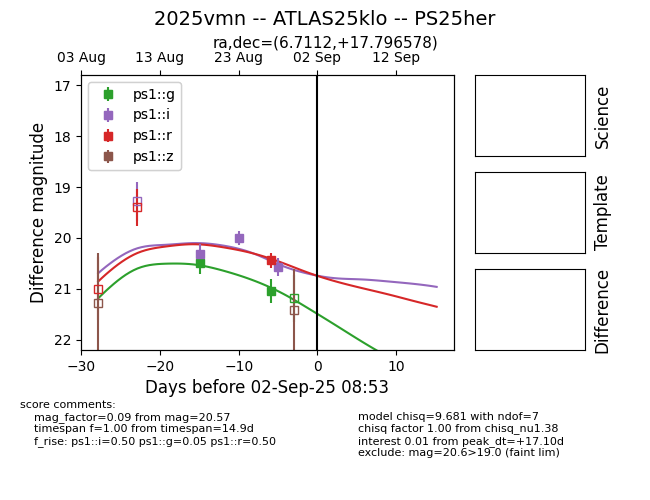 2025vmn -- ATLAS25klo -- PS25her
ra,dec=(6.7112,+17.796578)
03 Aug 13 Aug 23 Aug 02 Sep 12 Sep
17
18
19
20
21
22
Difference magnitude
ps1::g
ps1::i
ps1::r
ps1::z
−30 −20 −10 0 10
Days before 02-Sep-25 08:53
Science
Template
Difference
score comments:
mag_factor=0.09 from mag=20.57
timespan f=1.00 from timespan=14.9d
f_rise: ps1::i=0.50 ps1::g=0.05 ps1::r=0.50
model chisq=9.681 with ndof=7
chisq factor 1.00 from chisq_nu1.38
interest 0.01 from peak_dt=+17.10d
exclude: mag=20.6>19.0 (faint lim)